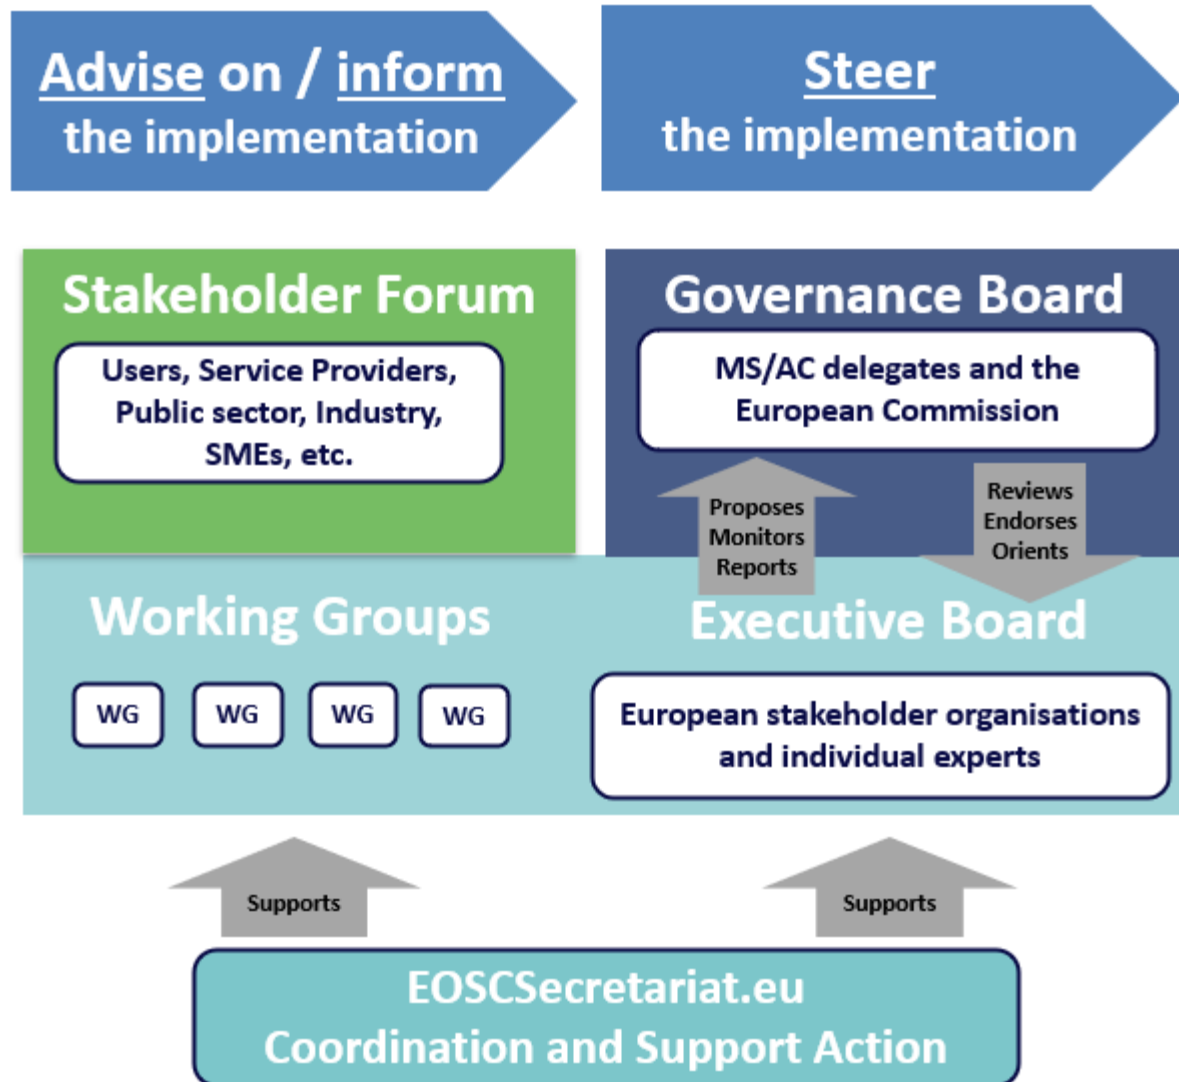 Advise on / inform
the implementation
Steer
the implementation
Stakeholder Forum
Users, Service Providers,
Public sector, Industry,
SMEs, etc.
Governance Board
MS/AC delegates and the
European Commission
Proposes
Monitors
Reports
Reviews
Endorses
Orients
Working Groups
WG
WG
WG
WG
Executive Board
European stakeholder organisations
and individual experts
Supports
Supports
EOSCSecretariat.eu
Coordination and Support Action